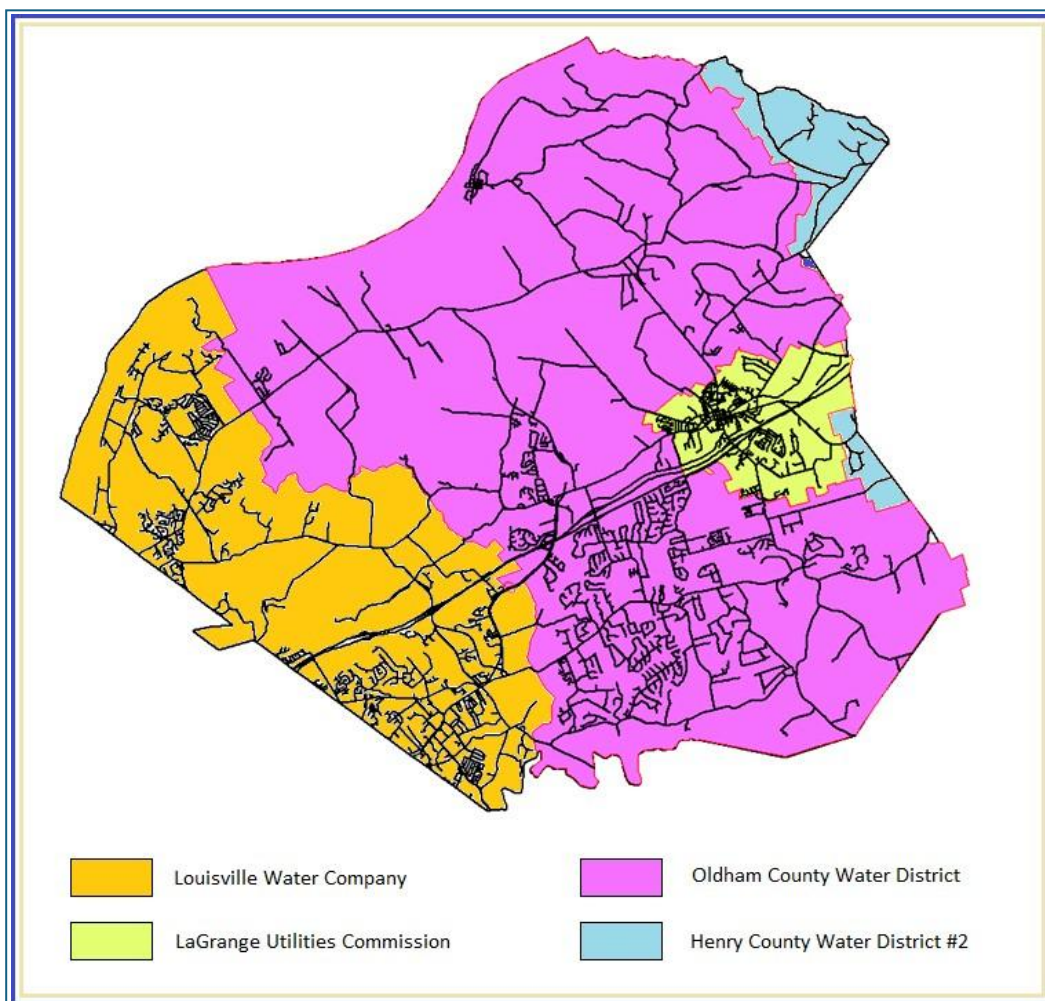 Louisville Water Company
Oldham County Water District
LaGrange Utilities Commission
Henry County Water District #2